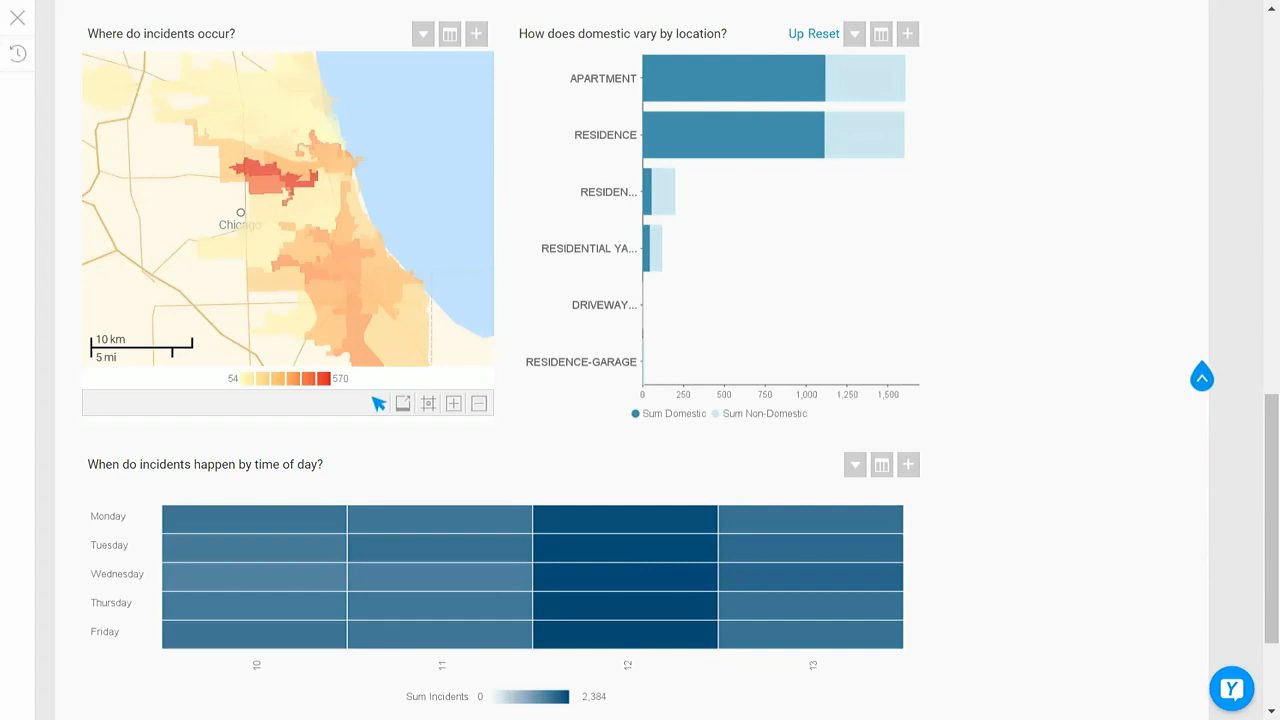 Where do incidents occur?
Chicago
10 km
5 mi
54
570
How does domestic vary by location?
Up Reset
APARTMENT
RESIDENCE
RESIDEN...
RESIDENTIAL YA...
DRIVEWAY...
RESIDENCE-GARAGE
0 250 500 750 1,000 1,250 1,500
Sum Domestic Sum Non-Domestic
When do incidents happen by time of day?
Monday
Tuesday
Wednesday
Thursday
Friday
10 11 12 13
Sum Incidents 0 2,384
Y